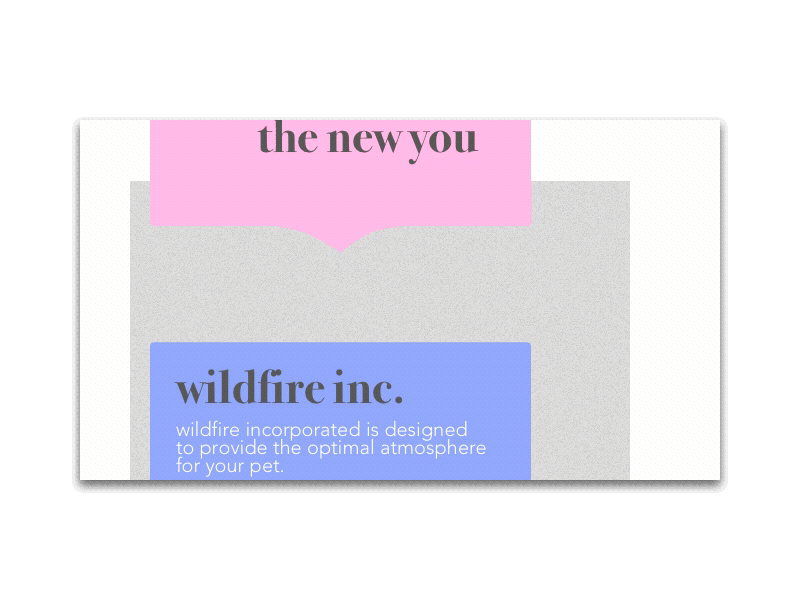 the new you
wildfire inc.
wildfire incorporated is designed
to provide the optimal atmosphere
for your pet.